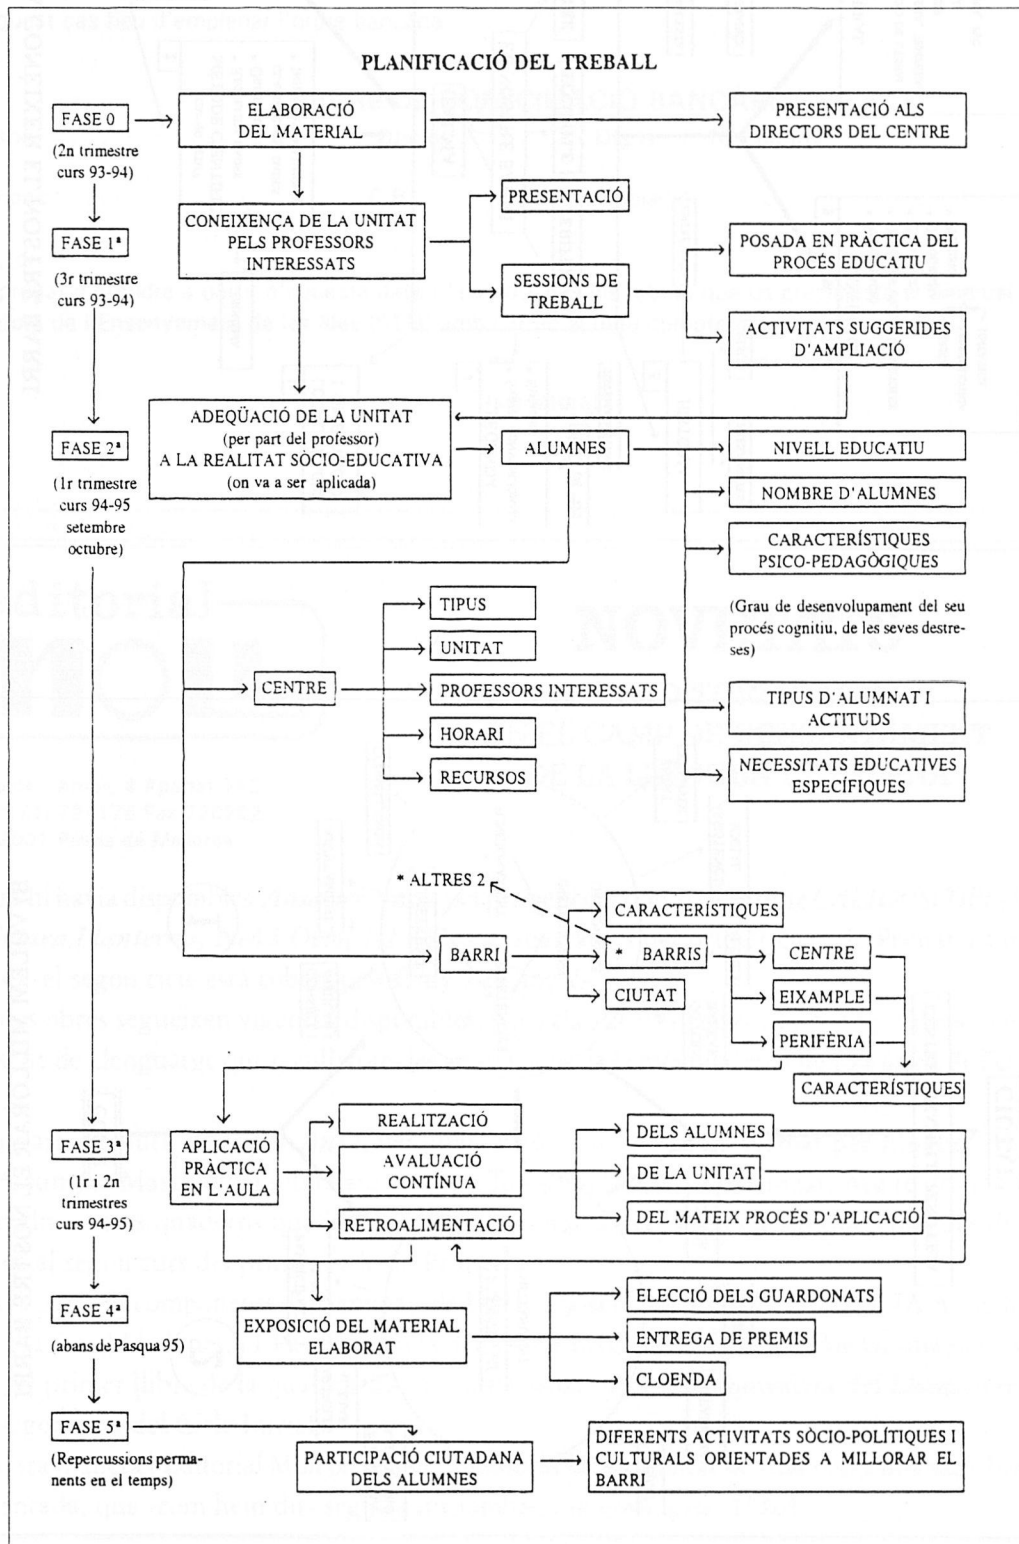 PLANIFICACIÓ DEL TREBALL
FASE 0
(2n trimestre
curs 93-94)
ELABORACIÓ
DEL MATERIAL
PRESENTACIÓ ALS
DIRECTORS DEL CENTRE
FASE 1ª
(3r trimestre
curs 93-94)
CONEIXENÇA DE LA UNITAT
PELS PROFESSORS
INTERESSATS
PRESENTACIÓ
SESSIONS DE
TREBALL
POSADA EN PRÀCTICA DEL
PROCÉS EDUCATIU
ACTIVITATS SUGGERIDES
D'AMPLIACIÓ
FASE 2ª
(1r trimestre
curs 94-95
setembre
octubre)
ADEQÜACIÓ DE LA UNITAT
(per part del professor)
A LA REALITAT SÒCIO-EDUCATIVA
(on va a ser aplicada)
ALUMNES
NIVELL EDUCATIU
NOMBRE D'ALUMNES
CARACTERÍSTIQUES
PSICO-PEDAGÒGIQUES
(Grau de desenvolupament del seu
procés cognitiu, de les seves destre-
ses)
TIPUS D'ALUMNAT I
ACTITUDS
NECESSITATS EDUCATIVES
ESPECÍFIQUES
CENTRE
TIPUS
UNITAT
PROFESSORS INTERESSATS
HORARI
RECURSOS
* ALTRES 2
BARRI
CARACTERÍSTIQUES
* BARRIS
CIUTAT
CENTRE
EIXAMPLE
PERIFÈRIA
CARACTERÍSTIQUES
FASE 3ª
(1r i 2n
trimestres
curs 94-95)
APLICACIÓ
PRÀCTICA
EN L'AULA
REALITZACIÓ
AVALUACIÓ
CONTÍNUA
RETROALIMENTACIÓ
DELS ALUMNES
DE LA UNITAT
DEL MATEIX PROCÉS D'APLICACIÓ
FASE 4ª
(abans de Pasqua 95)
EXPOSICIÓ DEL MATERIAL
ELABORAT
ELECCIÓ DELS GUARDONATS
ENTREGA DE PREMIS
CLOENDA
FASE 5ª
(Repercussions perma-
nents en el temps)
PARTICIPACIÓ CIUTADANA
DELS ALUMNES
DIFERENTS ACTIVITATS SÒCIO-POLÍTIQUES I
CULTURALS ORIENTADES A MILLORAR EL
BARRI